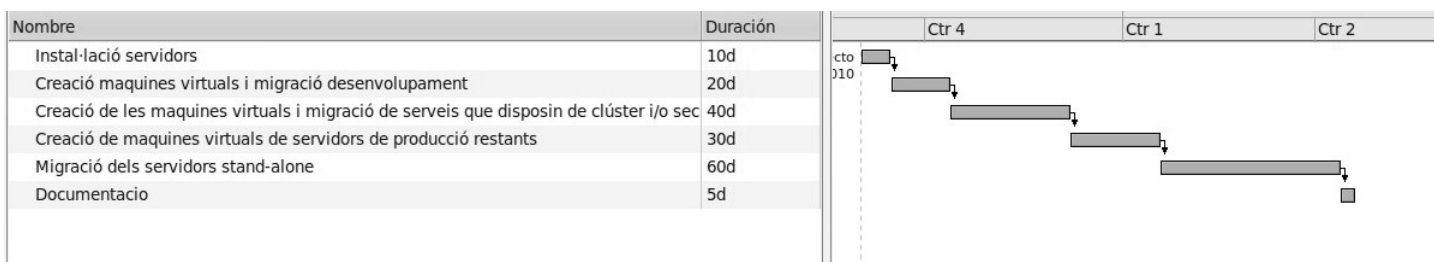 Nombre Duración Ctr 4 Ctr 1 Ctr 2
Instal·lació servidors 10d cto
010
Creació maquines virtuals i migració desenvolupament 20d
Creació de les maquines virtuals i migració de serveis que disposin de clúster i/o sec 40d
Creació de maquines virtuals de servidors de producció restants 30d
Migració dels servidors stand-alone 60d
Documentacio 5d